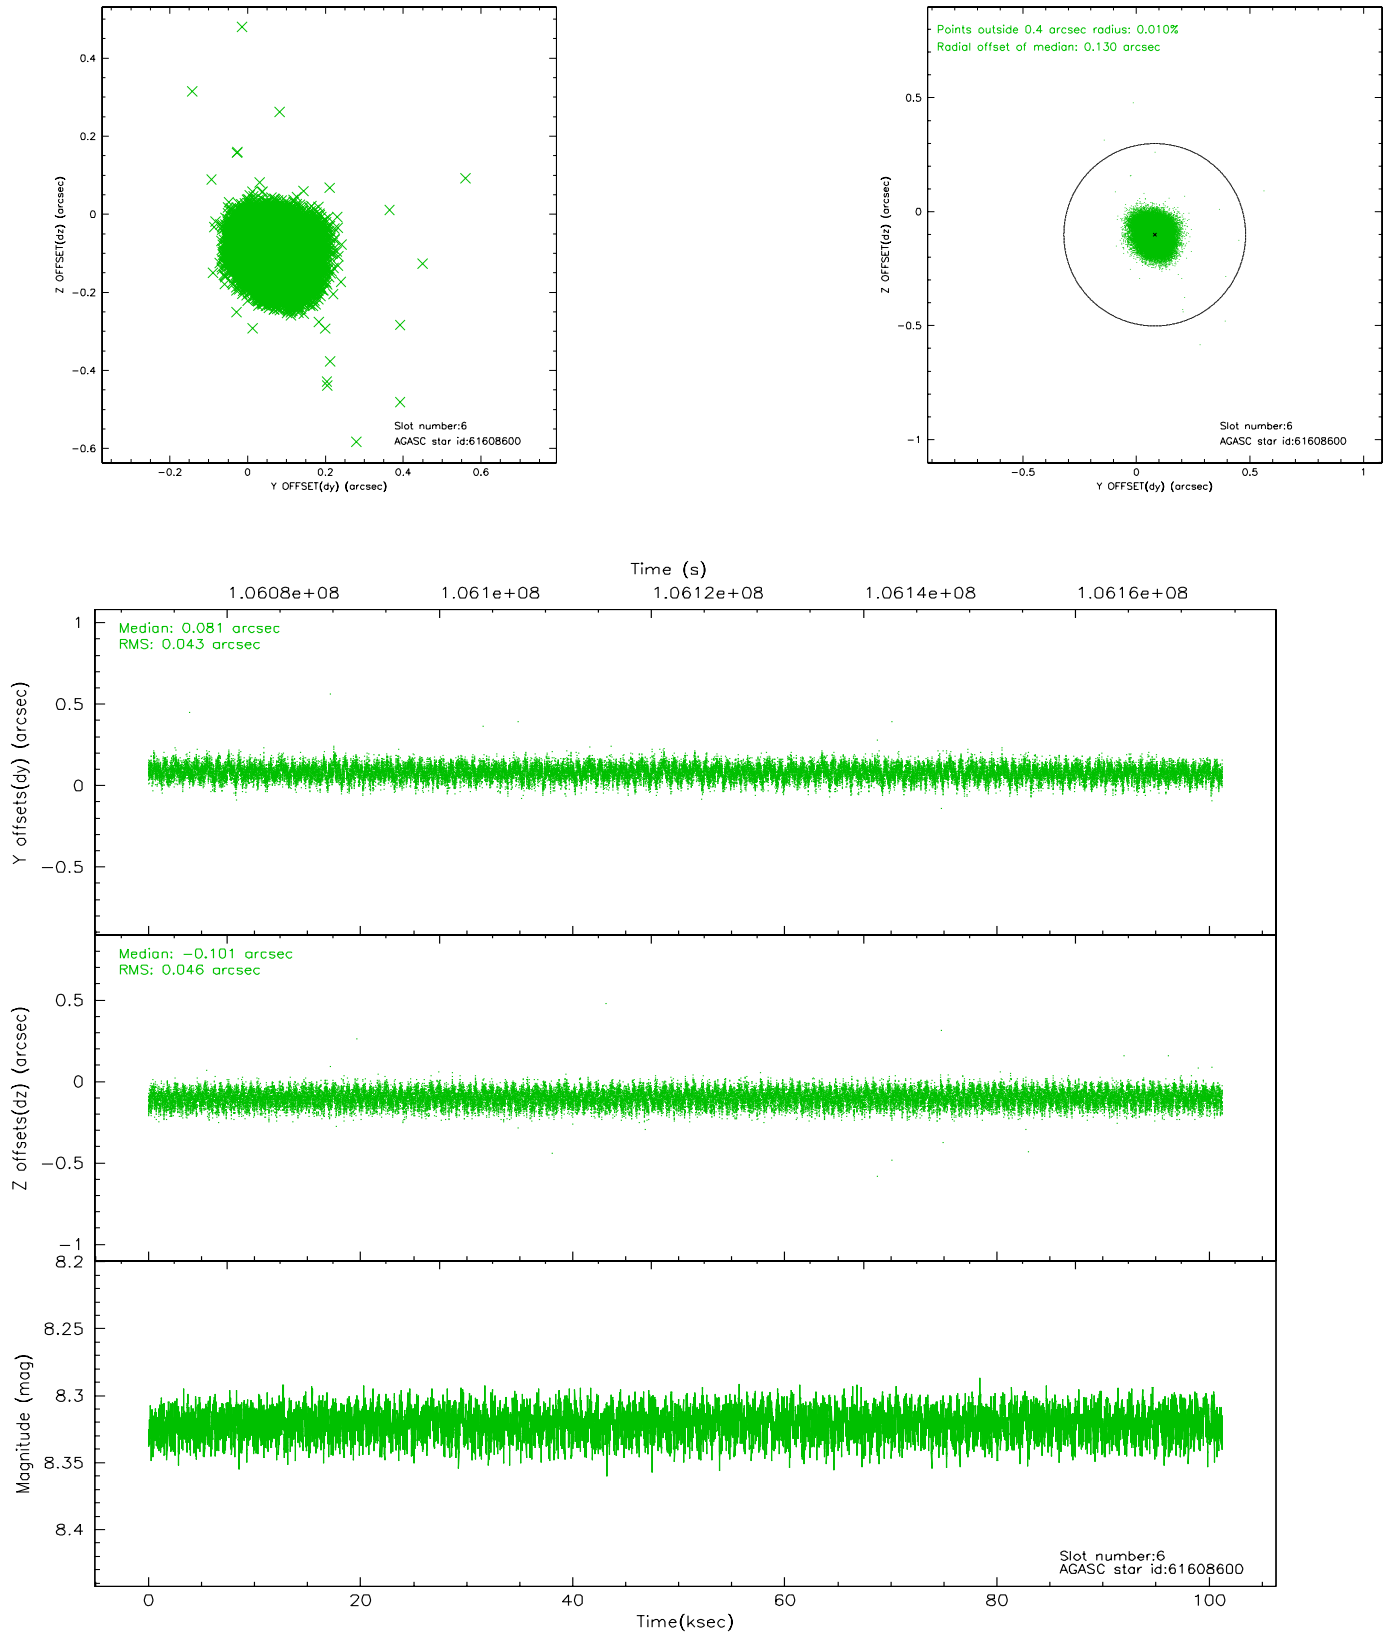 0.4
0.2
0
−0.2
−0.4
−0.6
Z OFFSET(dz) (arcsec)
Slot number:6
AGASC star id:61608600
−0.2 0 0.2 0.4 0.6
Y OFFSET(dy) (arcsec)
Points outside 0.4 arcsec radius: 0.010%
Radial offset of median: 0.130 arcsec
0.5
0
−0.5
−1
Z OFFSET(dz) (arcsec)
Slot number:6
AGASC star id:61608600
−0.5 0 0.5 1
Y OFFSET(dy) (arcsec)
Time (s)
1.0608e+08 1.061e+08 1.0612e+08 1.0614e+08 1.0616e+08
Median: 0.081 arcsec
RMS: 0.043 arcsec
1
0.5
0
−0.5
Y offsets(dy) (arcsec)
Median: −0.101 arcsec
RMS: 0.046 arcsec
0.5
0
−0.5
−1
Z offsets(dz) (arcsec)
8.2
8.25
8.3
8.35
8.4
Magnitude (mag)
Slot number:6
AGASC star id:61608600
0 20 40 60 80 100
Time(ksec)